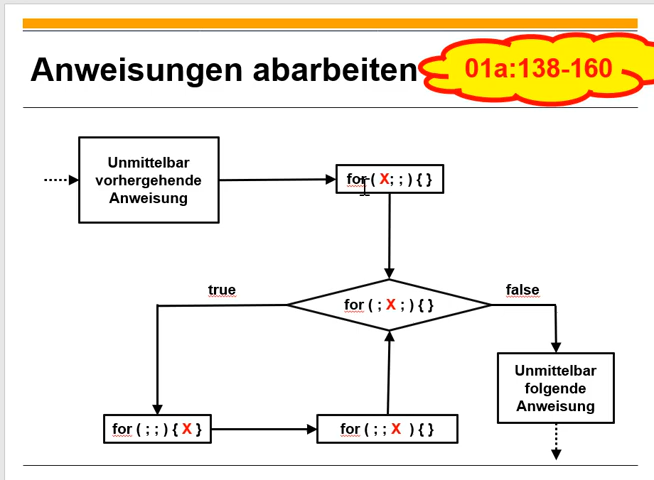 Anweisungen abarbeiten
01a:138-160
Unmittelbar
vorhergehende
Anweisung
for ( X; ; ) { }
true
for ( ; X ; ) { }
false
Unmittelbar
folgende
Anweisung
for ( ; ; ) { X }
for ( ; ; X ) { }